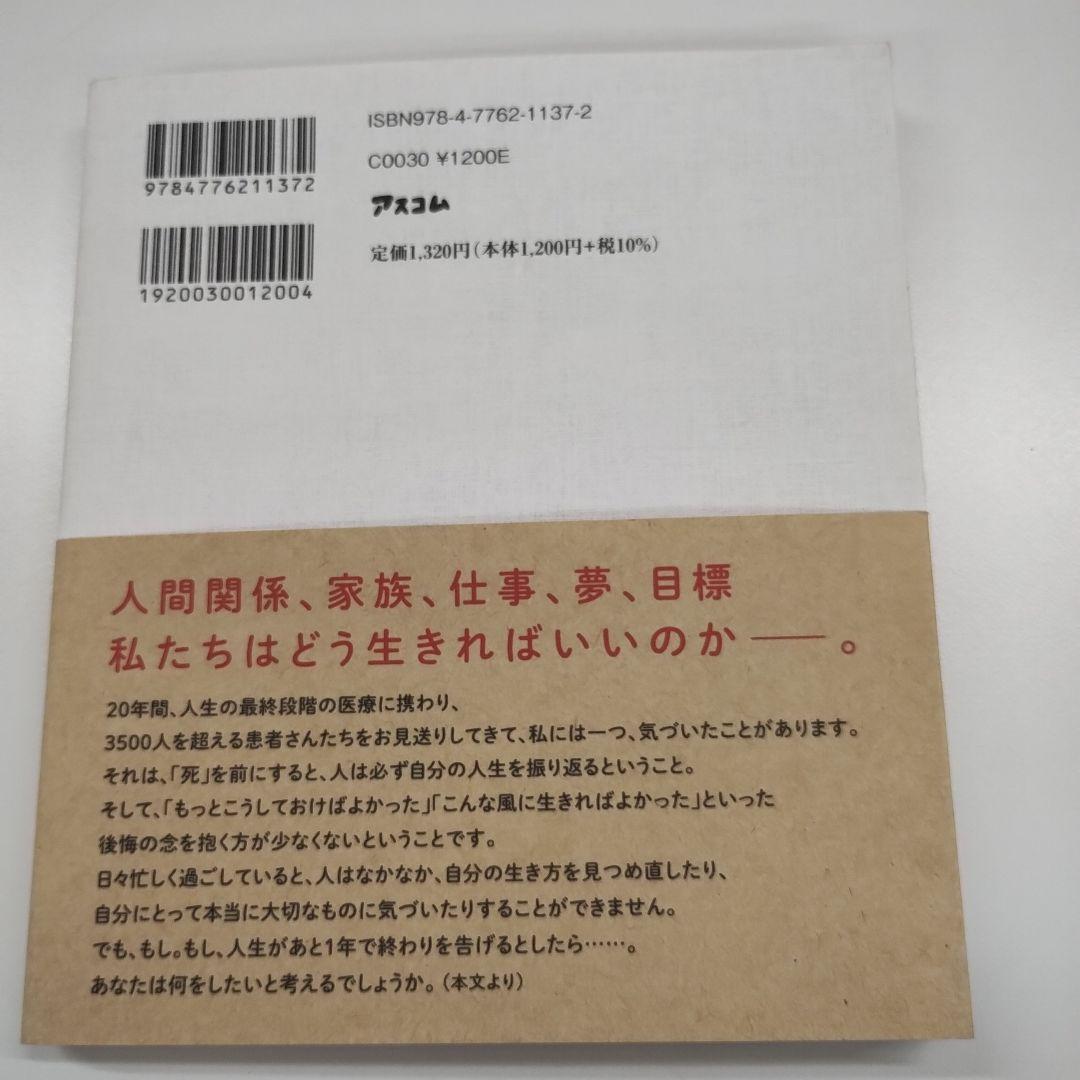 ISBN978-4-7762-1137-2
C0030 ¥1200E
アスコム
定価1,320円(本体1,200円+税10%)
9784776211372
1920030012004
人間関係、家族、仕事、夢、目標
私たちはどう生きればいいのか――。
20年間、人生の最終段階の医療に携わり、
3500人を超える患者さんたちをお見送りしてきて、私には一つ、気づいたことがあります。
それは、「死」を前にすると、人は必ず自分の人生を振り返るということ。
そして、「もっとこうしておけばよかった」「こんな風に生きればよかった」といった
後悔の念を抱く方が少なくないということです。
日々忙しく過ごしていると、人はなかなか、自分の生き方を見つめ直したり、
自分にとって本当に大切なものに気づいたりすることができません。
でも、もし。もし、人生があと1年で終わりを告げるとしたら……。
あなたは何をしたいと考えるでしょうか。(本文より)